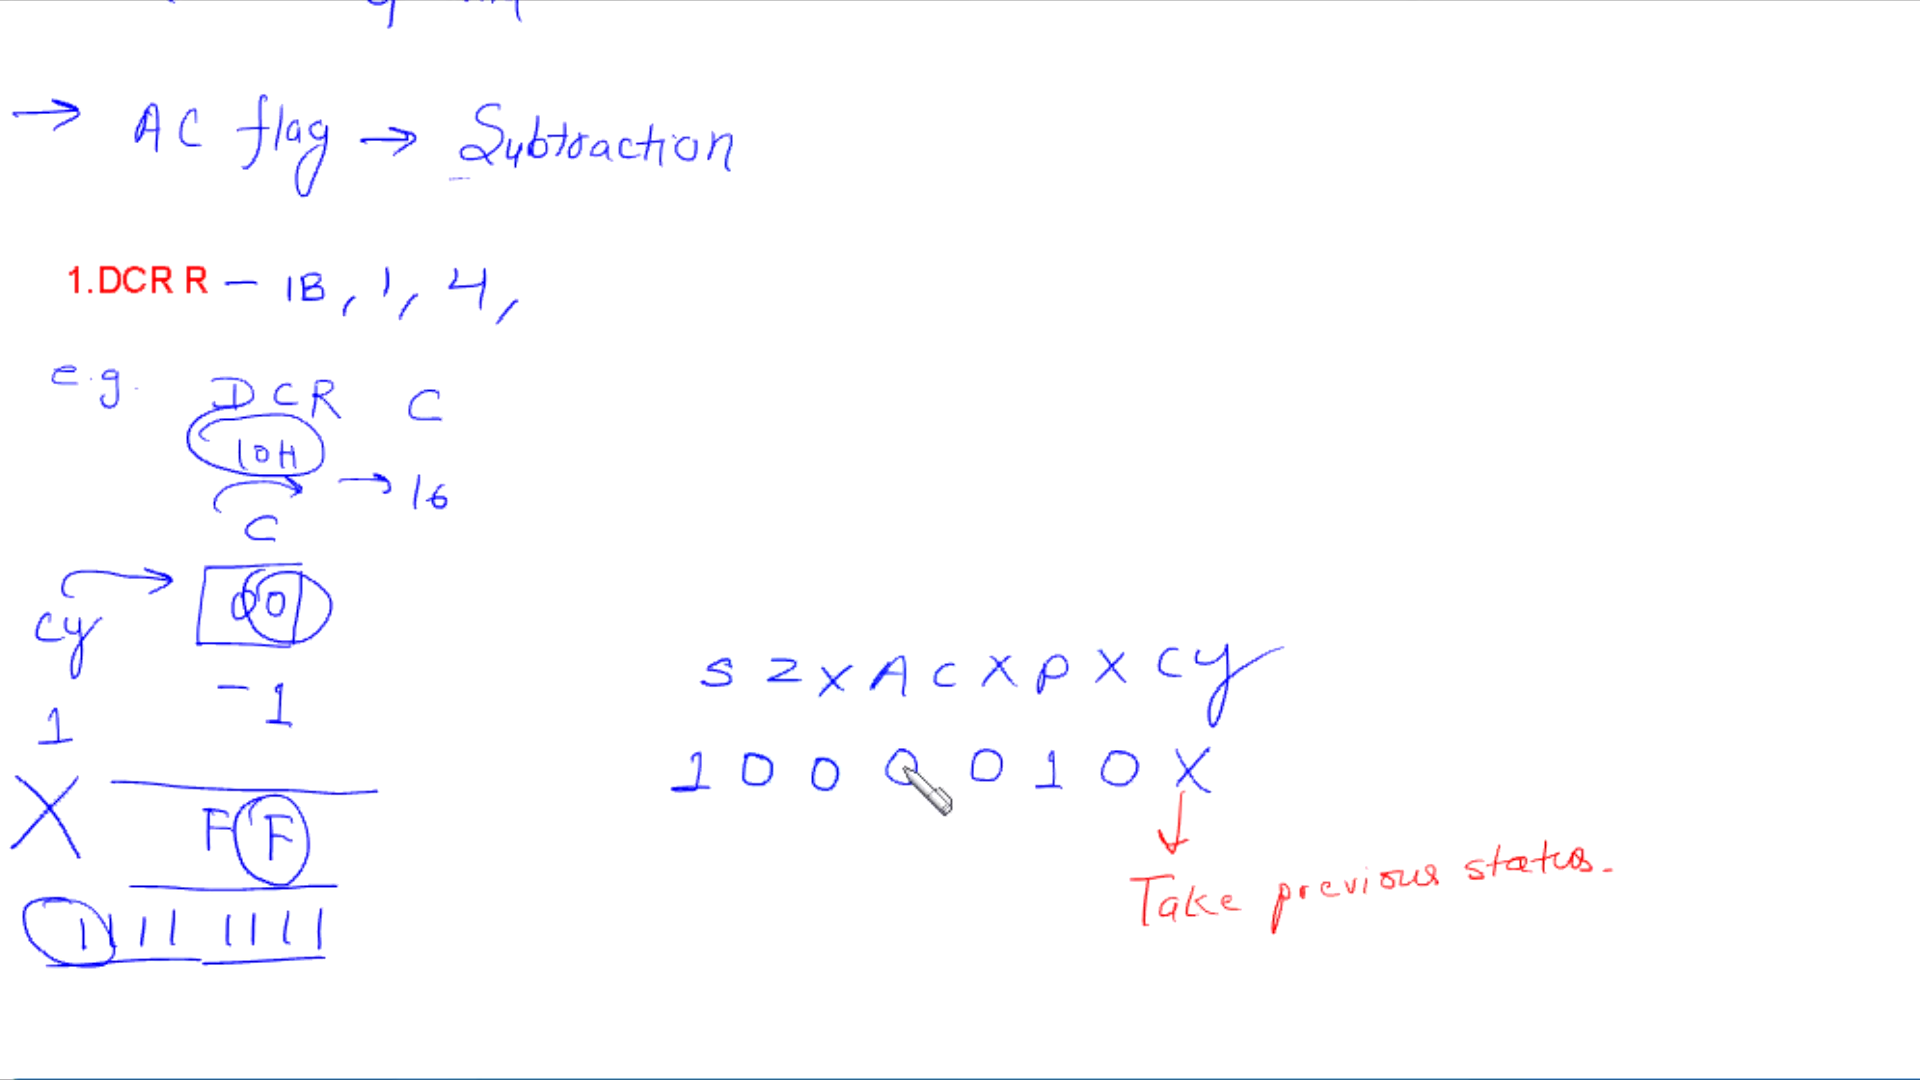 → AC flag → Subtraction
1.DCR R – 1B, 1, 4,
e.g. DCR C
10H
→ 16
C
cy 00
1 - 1
X
FF
1111 1111
S Z X AC X P X Cy
1 0 0 0 0 1 0 X
Take previous status.